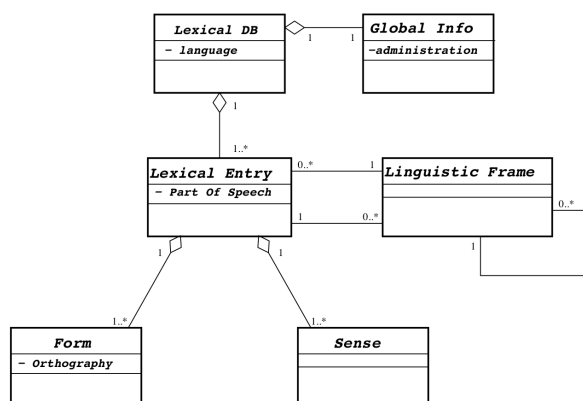 Lexical DB
- language
Global Info
-administration
1
1
1
1..*
Lexical Entry
- Part Of Speech
0..*
1
1
0..*
Linguistic Frame
0..*
1
1
1
1..*
1..*
Form
- Orthography
Sense